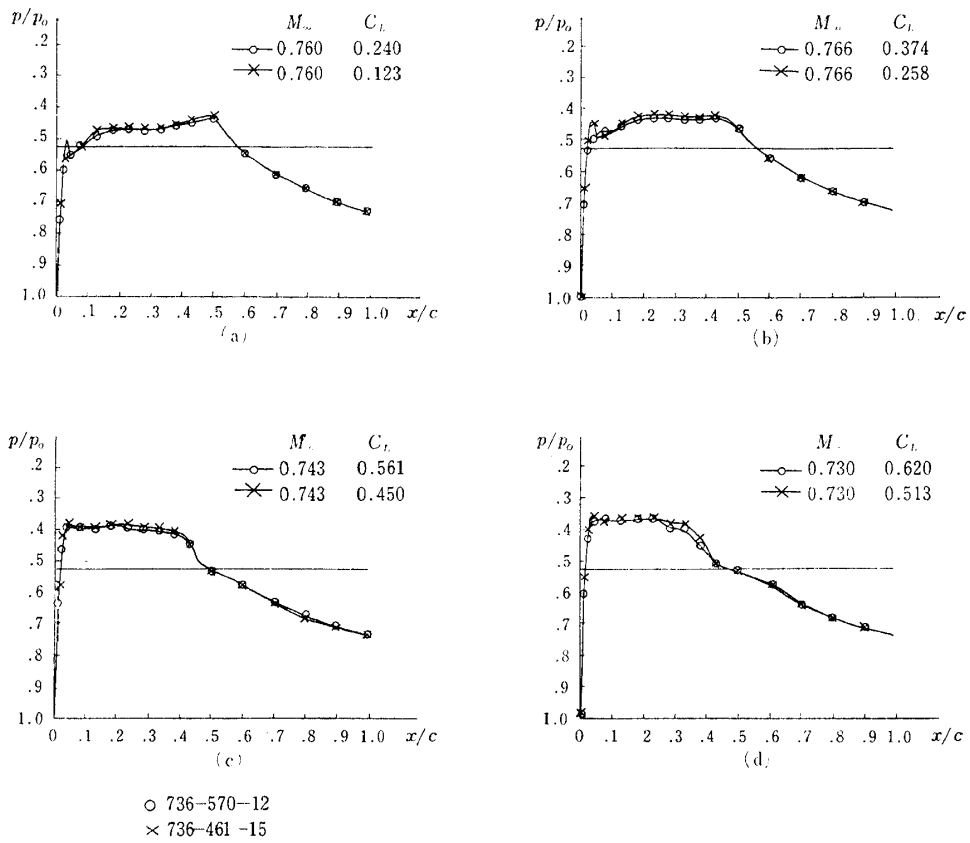 p/p₀ M∞ C_L
.2
○ 0.760 0.240
× 0.760 0.123
.3
.4
.5
.6
.7
.8
.9
1.0
0 .1 .2 .3 .4 .5 .6 .7 .8 .9 1.0 x/c
(a)
p/p₀ M∞ C_L
.2
○ 0.766 0.374
× 0.766 0.258
.3
.4
.5
.6
.7
.8
.9
1.0
0 .1 .2 .3 .4 .5 .6 .7 .8 .9 1.0 x/c
(b)
p/p₀ M∞ C_L
.2
○ 0.743 0.561
× 0.743 0.450
.3
.4
.5
.6
.7
.8
.9
1.0
0 .1 .2 .3 .4 .5 .6 .7 .8 .9 1.0 x/c
(c)
p/p₀ M∞ C_L
.2
○ 0.730 0.620
× 0.730 0.513
.3
.4
.5
.6
.7
.8
.9
1.0
0 .1 .2 .3 .4 .5 .6 .7 .8 .9 1.0 x/c
(d)
○ 736-570-12
× 736-461-15